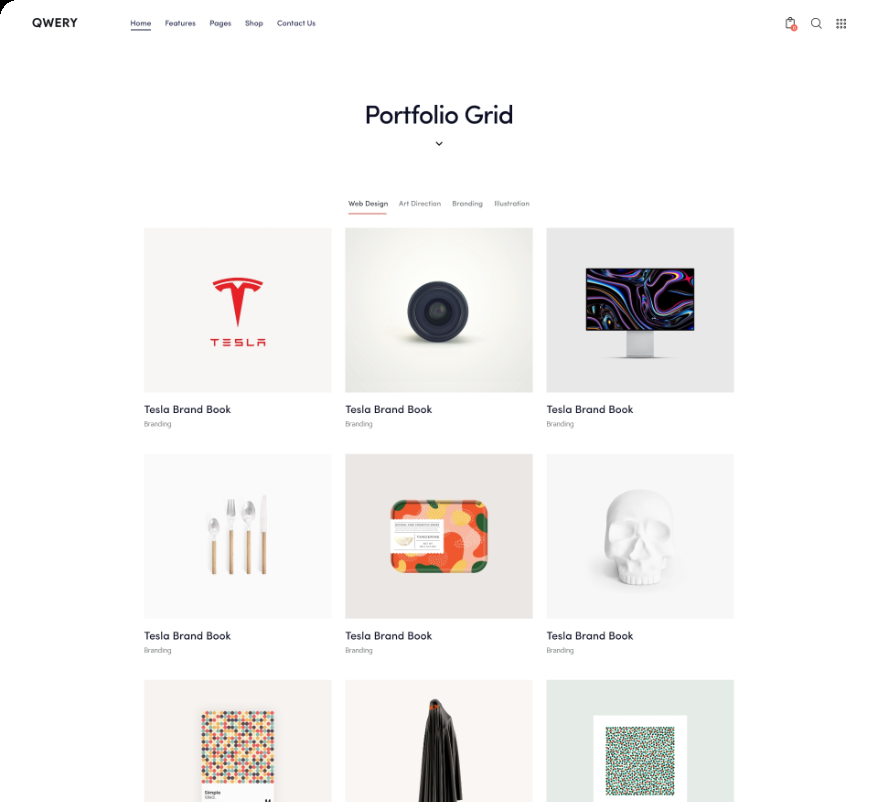 QWERY Home Features Pages Shop Contact Us
Portfolio Grid
Web Design Art Direction Branding Illustration
TESLA
Tesla Brand Book Tesla Brand Book Tesla Brand Book
Branding Branding Branding
Tesla Brand Book Tesla Brand Book Tesla Brand Book
Branding Branding Branding
Simple